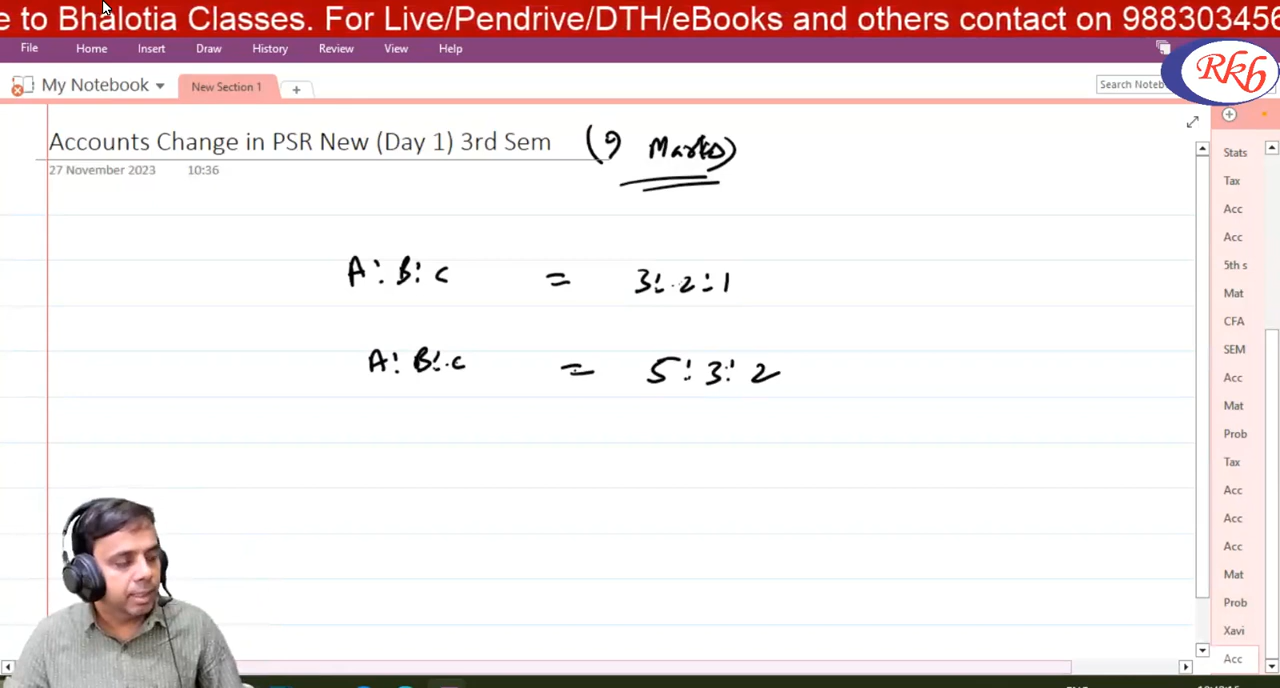 e to Bhalotia Classes. For Live/Pendrive/DTH/eBooks and others contact on 988303456
File Home Insert Draw History Review View Help
Rkb
My Notebook New Section 1 + Search Noteb
Accounts Change in PSR New (Day 1) 3rd Sem (9 Marks)
27 November 2023 10:36
A:B:C = 3:2:1
A:B:C = 5:3:2
Stats
Tax
Acc
Acc
5th s
Mat
CFA
SEM
Acc
Mat
Prob
Tax
Acc
Acc
Acc
Mat
Prob
Xavi
Acc